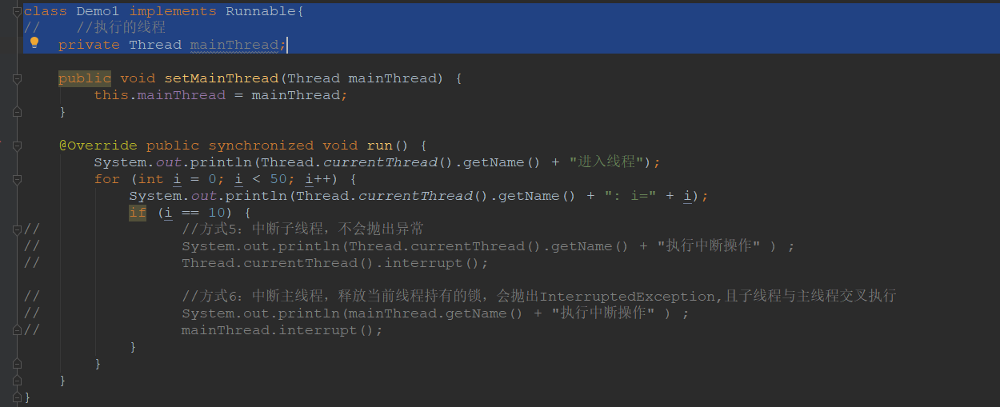 class Demo1 implements Runnable{
//    //执行的线程
    private Thread mainThread;
    public void setMainThread(Thread mainThread) {
        this.mainThread = mainThread;
    }
    @Override public synchronized void run() {
        System.out.println(Thread.currentThread().getName() + "进入线程");
        for (int i = 0; i < 50; i++) {
            System.out.println(Thread.currentThread().getName() + ": i=" + i);
            if (i == 10) {
//                //方式5：中断子线程，不会抛出异常
//                System.out.println(Thread.currentThread().getName() + "执行中断操作" ) ;
//                Thread.currentThread().interrupt();
//                //方式6：中断主线程，释放当前线程持有的锁，会抛出InterruptedException,且子线程与主线程交叉执行
//                System.out.println(mainThread.getName() + "执行中断操作" ) ;
//                mainThread.interrupt();
            }
        }
    }
}